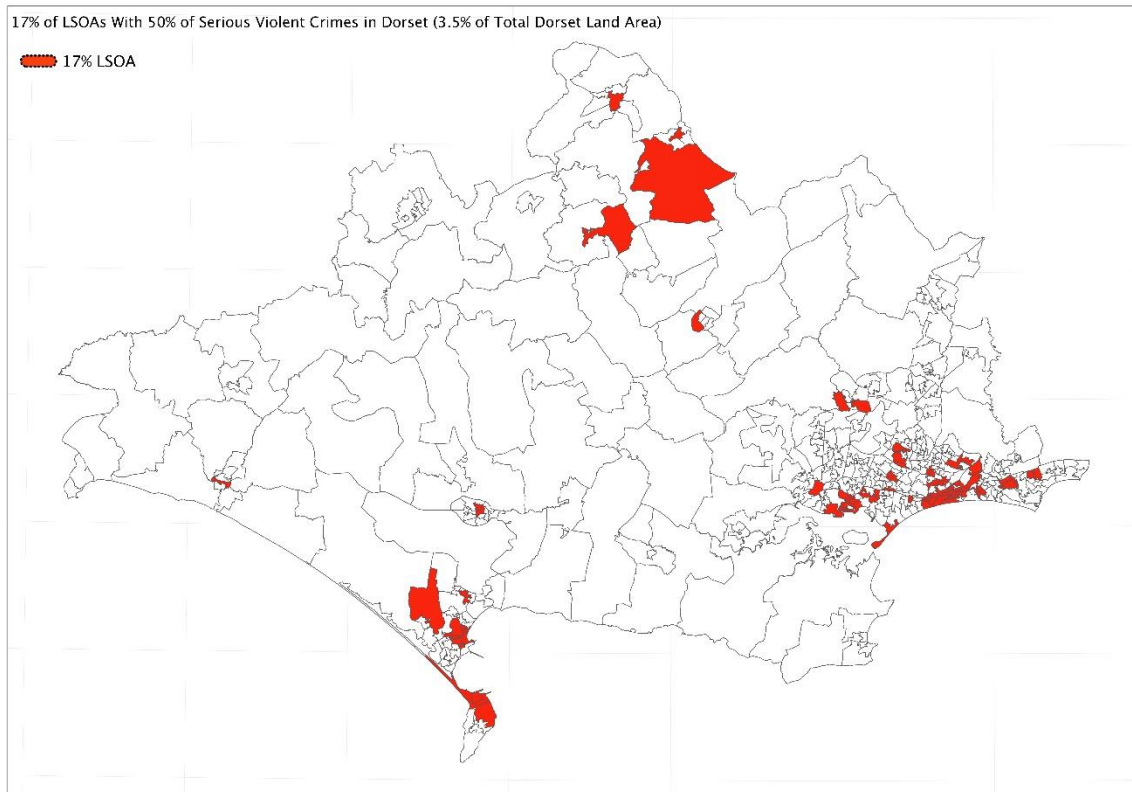 17% of LSOAs With 50% of Serious Violent Crimes in Dorset (3.5% of Total Dorset Land Area)
17% LSOA